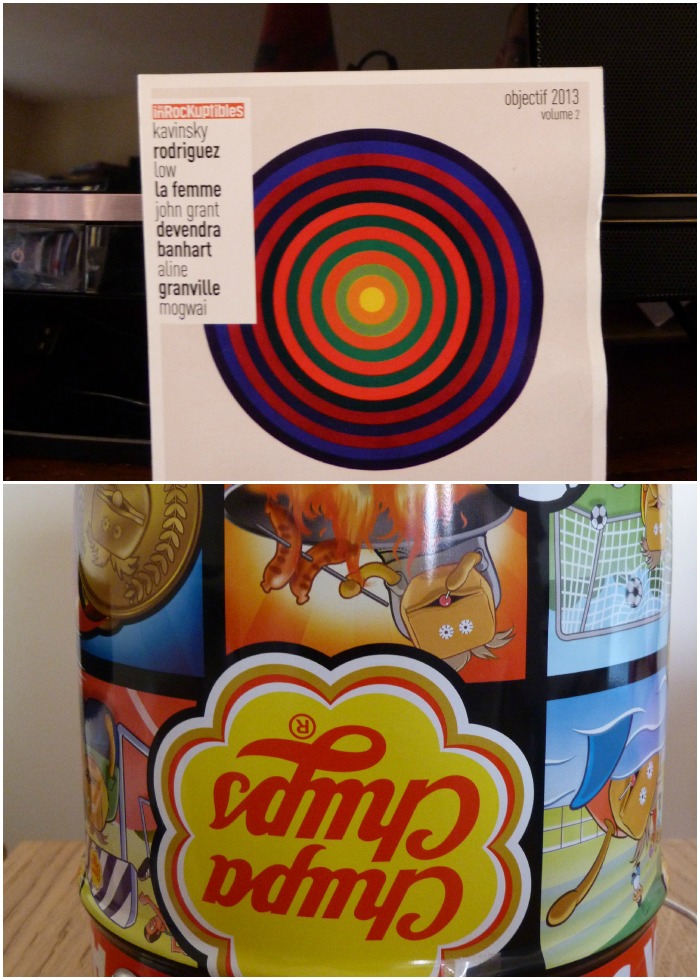 les inRocKuptibles
kavinsky
rodriguez
low
la femme
john grant
devendra
banhart
aline
granville
mogwai
objectif 2013
volume 2
Chupa
Chups
®